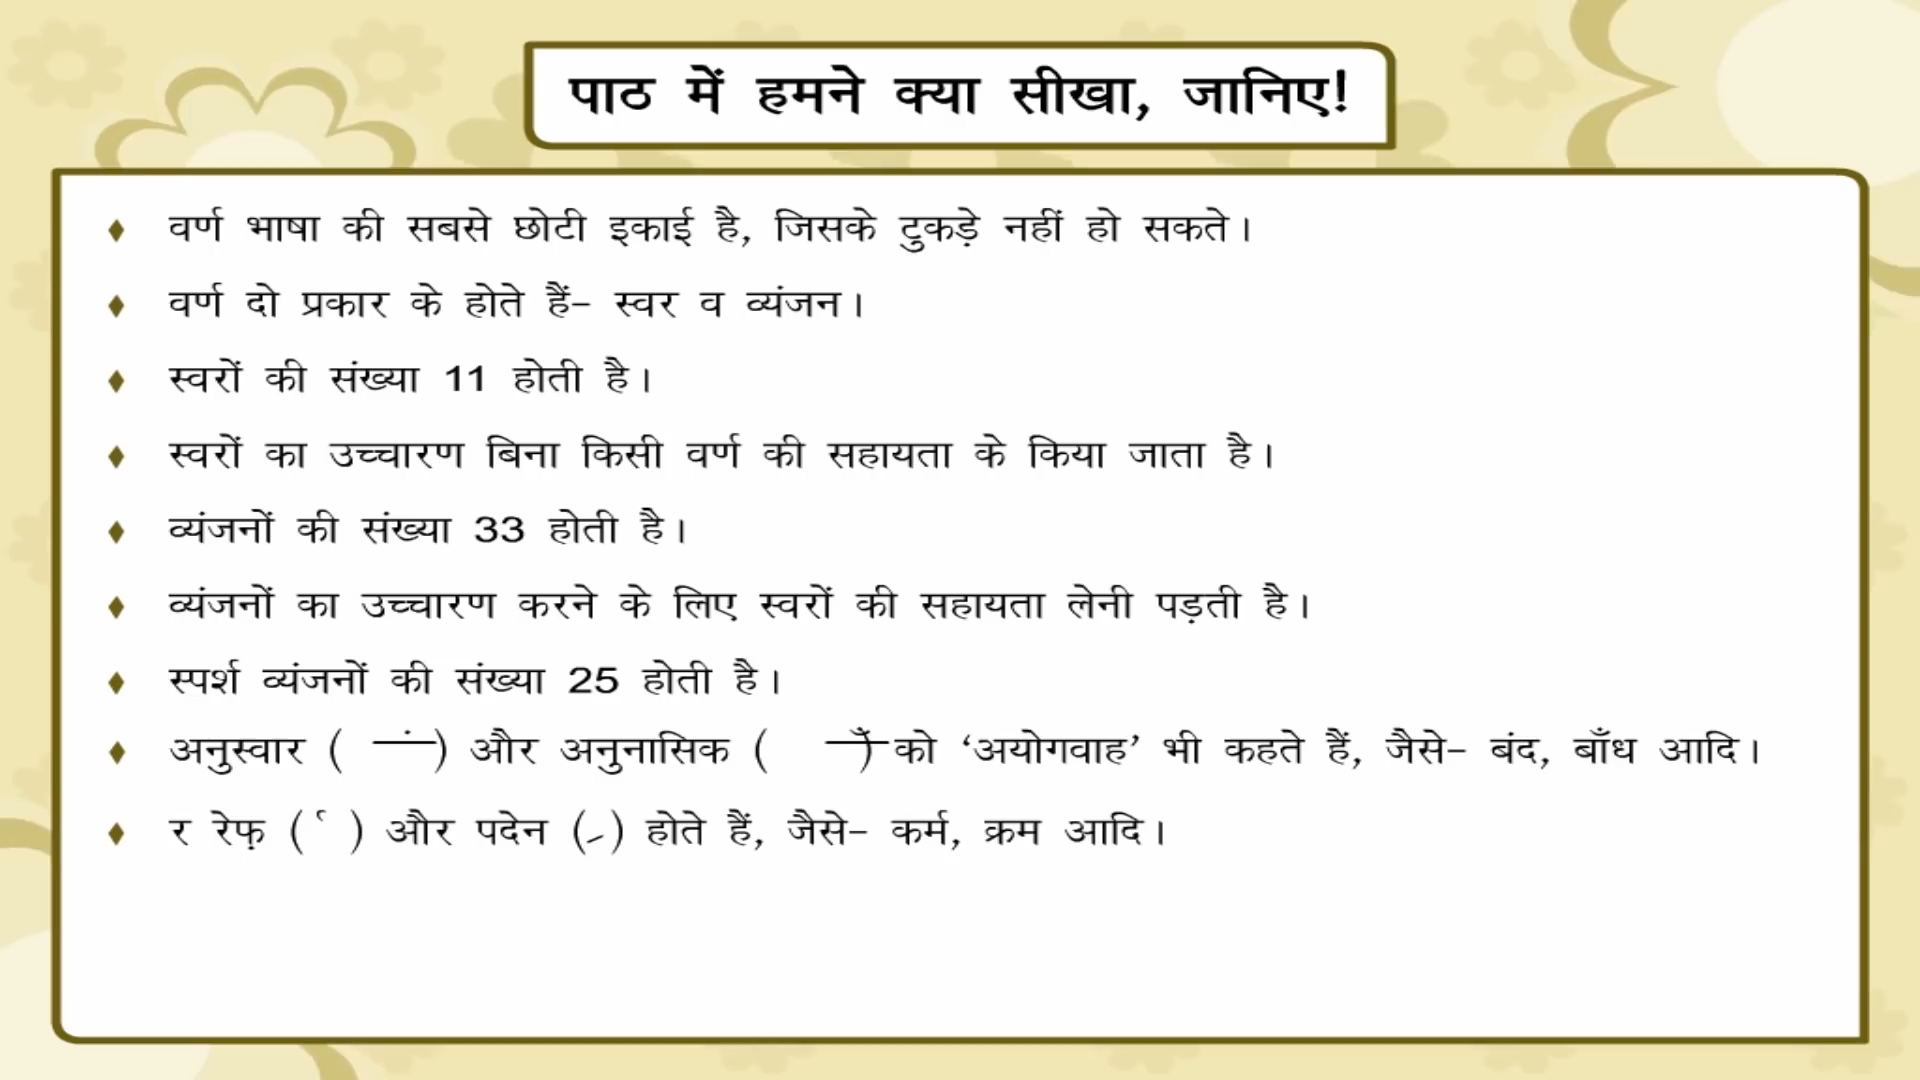 पाठ में हमने क्या सीखा, जानिए!
♦ वर्ण भाषा की सबसे छोटी इकाई है, जिसके टुकड़े नहीं हो सकते।
♦ वर्ण दो प्रकार के होते हैं– स्वर व व्यंजन।
♦ स्वरों की संख्या 11 होती है।
♦ स्वरों का उच्चारण बिना किसी वर्ण की सहायता के किया जाता है।
♦ व्यंजनों की संख्या 33 होती है।
♦ व्यंजनों का उच्चारण करने के लिए स्वरों की सहायता लेनी पड़ती है।
♦ स्पर्श व्यंजनों की संख्या 25 होती है।
♦ अनुस्वार ( ं ) और अनुनासिक ( ँ ) को ‘अयोगवाह’ भी कहते हैं, जैसे– बंद, बाँध आदि।
♦ र रेफ़ ( र्‍ ) और पदेन ( ्र ) होते हैं, जैसे– कर्म, क्रम आदि।